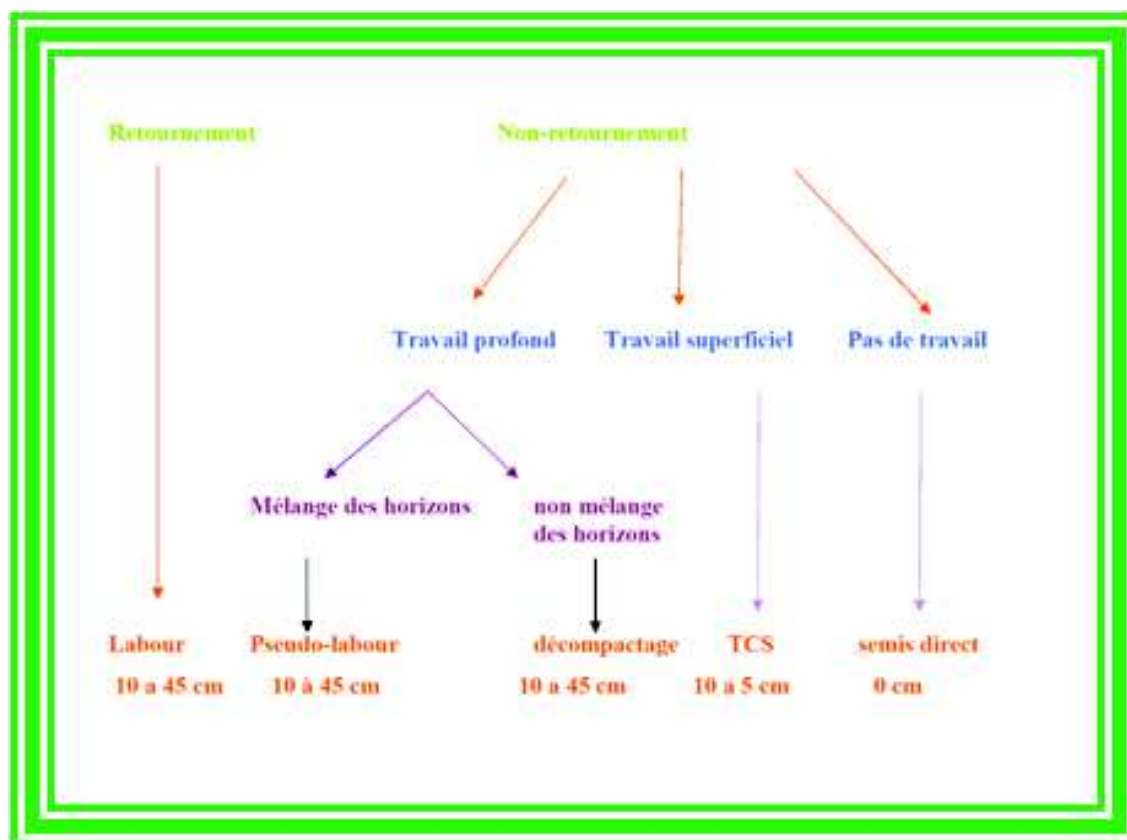 Retournement Non-retournement
Travail profond Travail superficiel Pas de travail
Mélange des horizons non mélange
des horizons
Labour Pseudo-labour décompactage TCS semis direct
10 a 45 cm 10 à 45 cm 10 a 45 cm 10 a 5 cm 0 cm